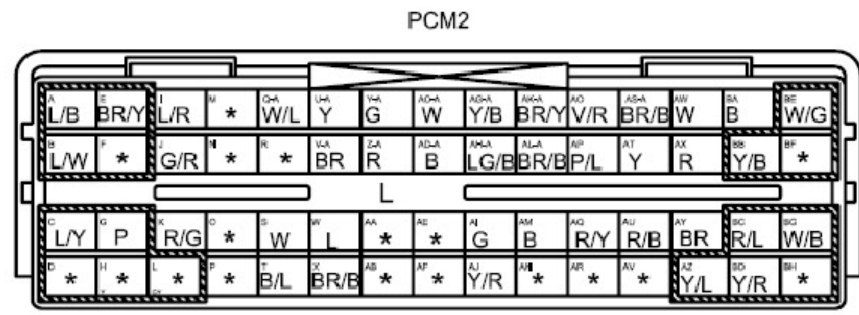 PCM2
A E I M Q-A U-A Y-A AC-A AG-A AK-A AO AS-A AW BA BE
L/B BR/Y L/R * W/L Y G W Y/B BR/Y V/R BR/B W B W/G
B F J N R V-A Z-A AD-A AH-A AL-A AP AT AX BB BF
L/W * G/R * * BR R B LG/B BR/B P/L Y R Y/B *
L
C G K O S W AA AE AI AM AQ AU AY BC BG
L/Y P R/G * W L * * G B R/Y R/B BR R/L W/B
D H L P T X AB AF AJ AN AR AV AZ BD BH
* * * * B/L BR/B * * Y/R * * * Y/L Y/R *